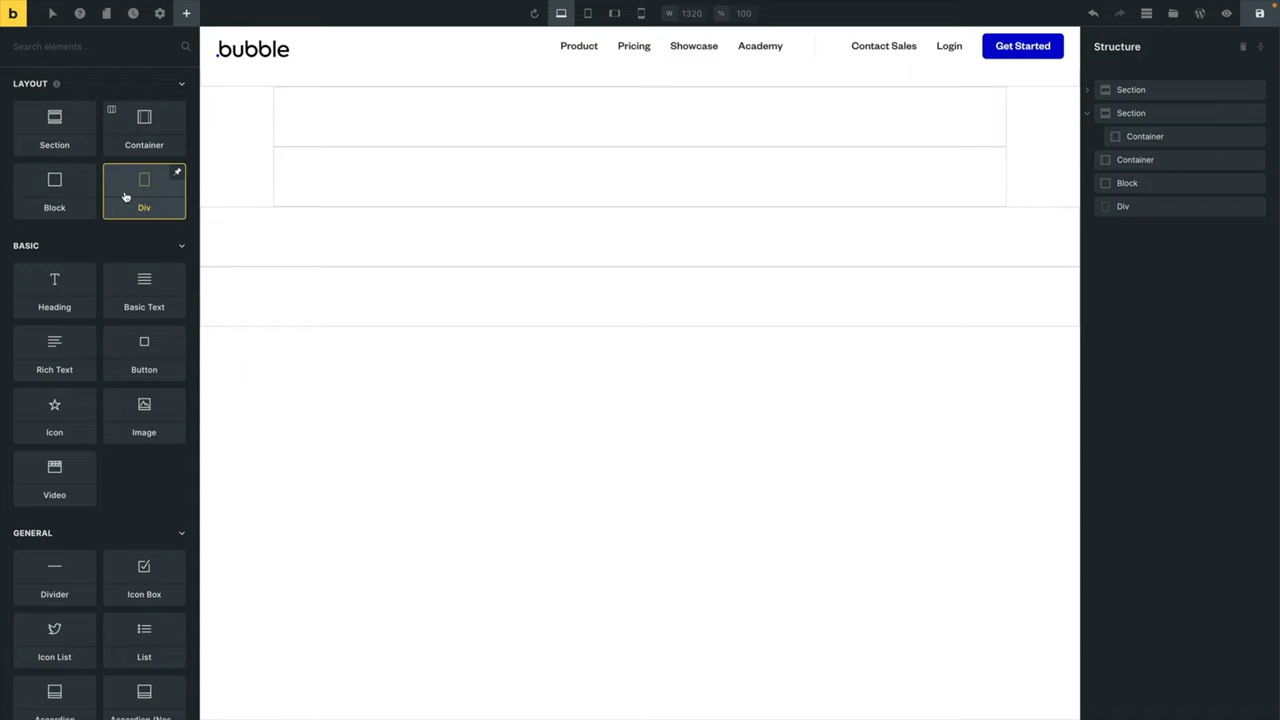 b
W 1320 % 100
Search elements ..
LAYOUT
Section
Container
Block
Div
BASIC
Heading
Basic Text
Rich Text
Button
Icon
Image
Video
GENERAL
Divider
Icon Box
Icon List
List
.bubble
Product
Pricing
Showcase
Academy
Contact Sales
Login
Get Started
Structure
Section
Section
Container
Container
Block
Div